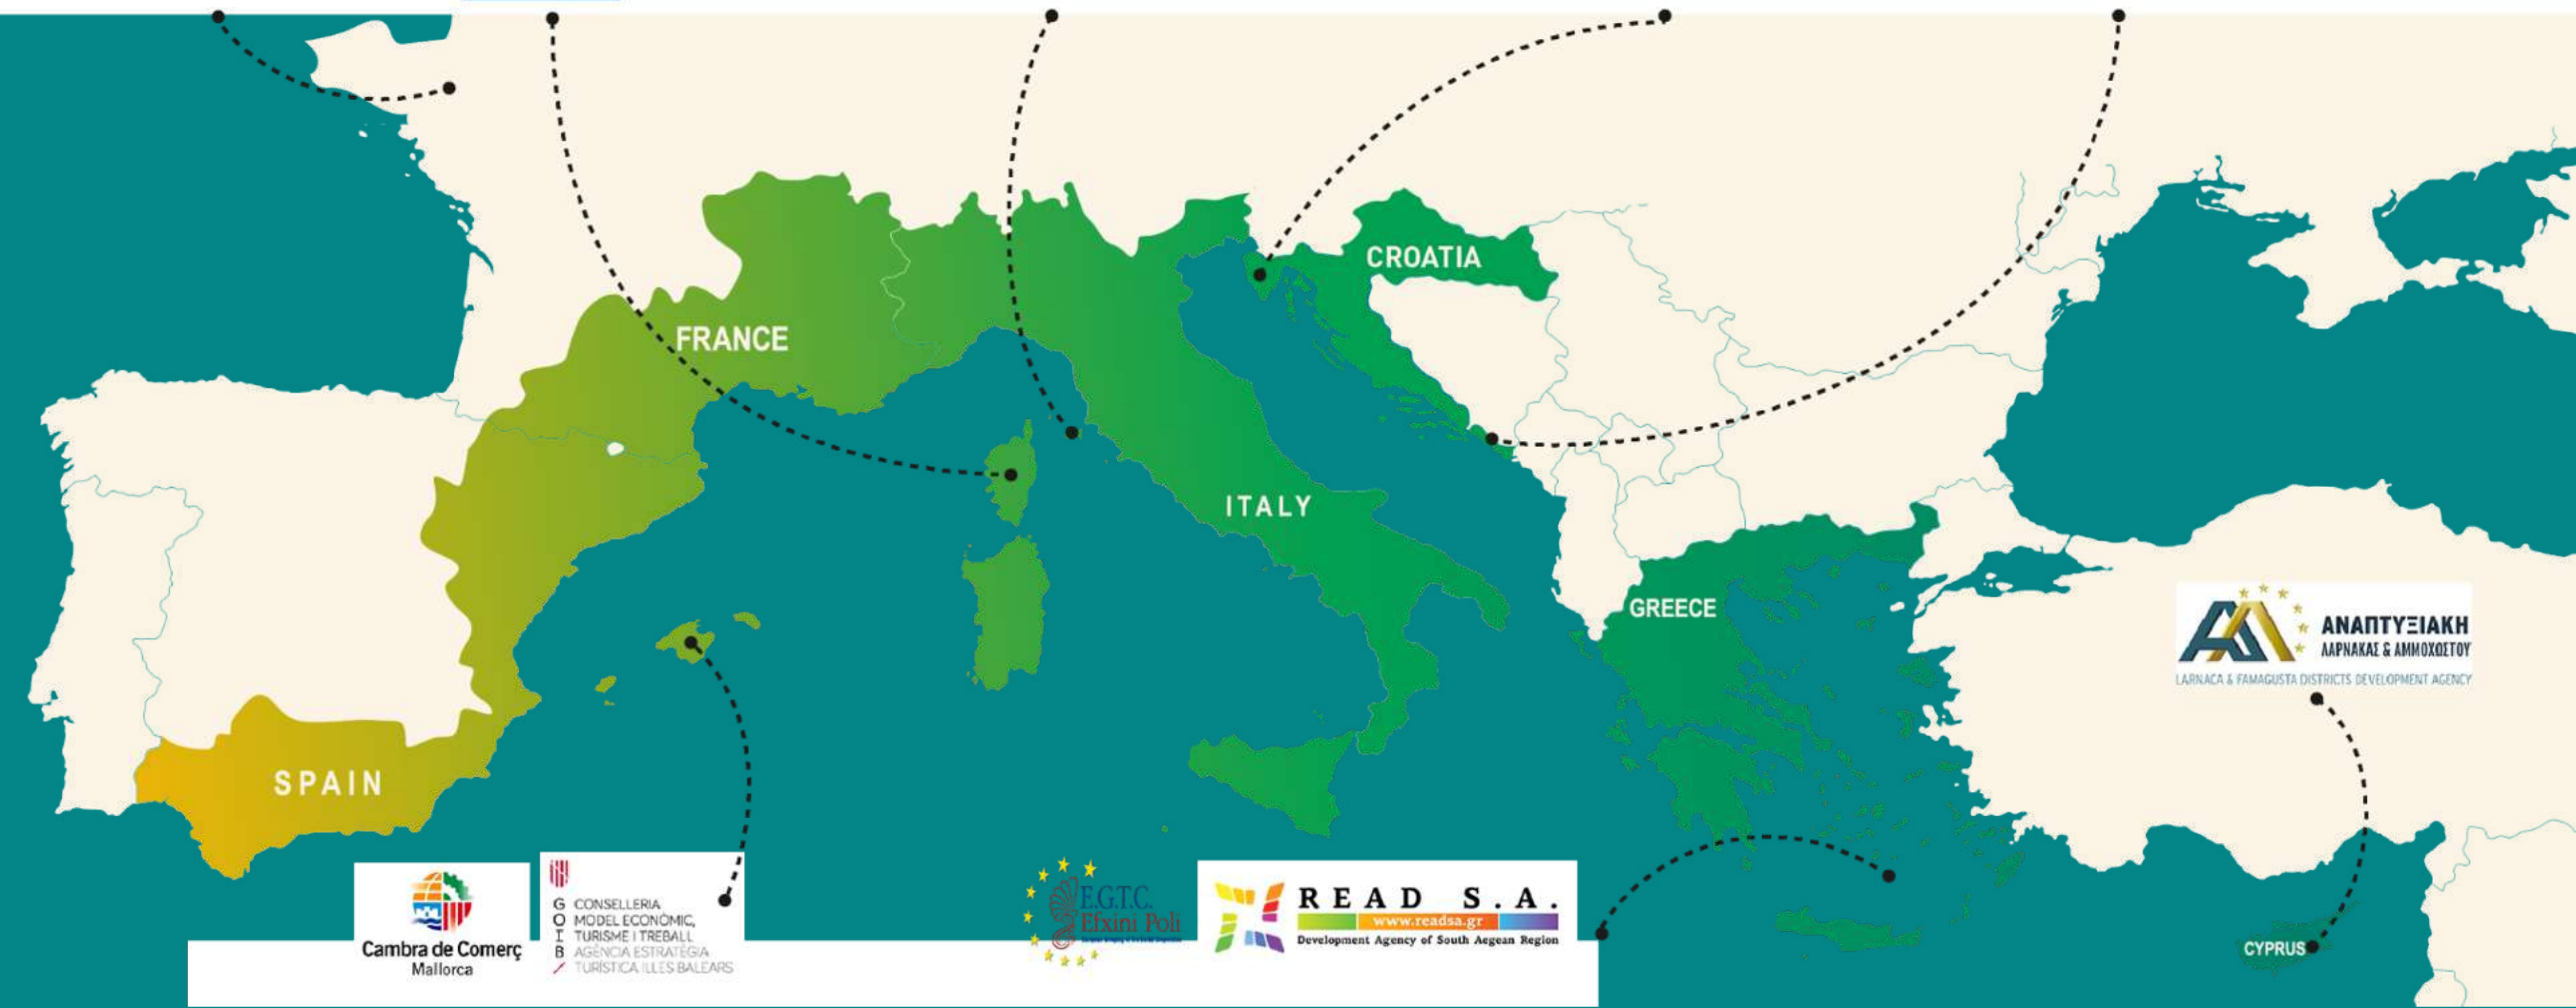 CROATIA
FRANCE
ITALY
GREECE
ΑΝΑΠΤΥΞΙΑΚΗ
ΛΑΡΝΑΚΑΣ & ΑΜΜΟΧΩΣΤΟΥ
LARNACA & FAMAGUSTA DISTRICTS DEVELOPMENT AGENCY
SPAIN
Cambra de Comerç
Mallorca
G CONSELLERIA
O MODEL ECONÒMIC,
I TURISME I TREBALL
B AGÈNCIA ESTRATÈGIA
/ TURÍSTICA ILLES BALEARS
E.G.T.C.
Efxini Poli
READ S.A.
www.readsa.gr
Development Agency of South Aegean Region
CYPRUS